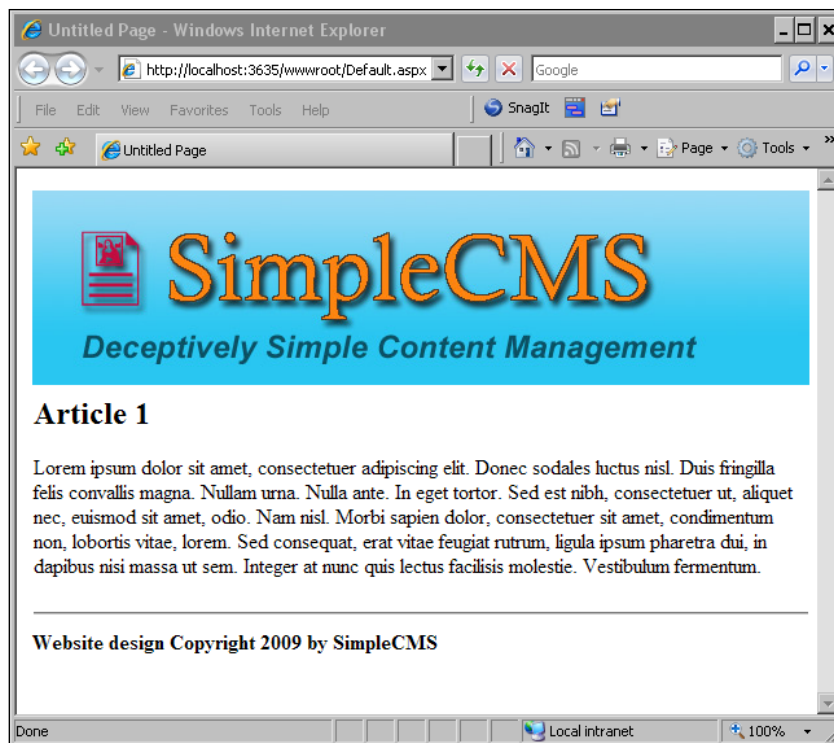 Untitled Page - Windows Internet Explorer
http://localhost:3635/wwwroot/Default.aspx
Google
File Edit View Favorites Tools Help
SnagIt
Untitled Page
Page
Tools
»
SimpleCMS
Deceptively Simple Content Management
Article 1
Lorem ipsum dolor sit amet, consectetuer adipiscing elit. Donec sodales luctus nisl. Duis fringilla
felis convallis magna. Nullam urna. Nulla ante. In eget tortor. Sed est nibh, consectetuer ut, aliquet
nec, euismod sit amet, odio. Nam nisl. Morbi sapien dolor, consectetuer sit amet, condimentum
non, lobortis vitae, lorem. Sed consequat, erat vitae feugiat rutrum, ligula ipsum pharetra dui, in
dapibus nisi massa ut sem. Integer at nunc quis lectus facilisis molestie. Vestibulum fermentum.
Website design Copyright 2009 by SimpleCMS
Done
Local intranet
100%